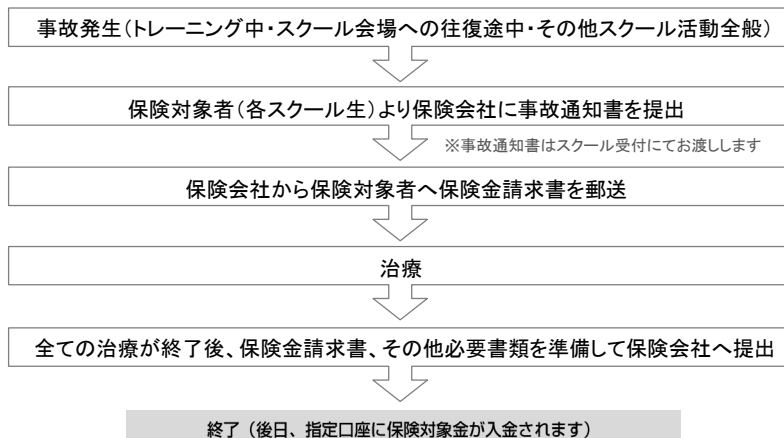 事故発生（トレーニング中・スクール会場への往復途中・その他スクール活動全般）
保険対象者（各スクール生）より保険会社に事故通知書を提出
※事故通知書はスクール受付にてお渡しします
保険会社から保険対象者へ保険金請求書を郵送
治療
全ての治療が終了後、保険金請求書、その他必要書類を準備して保険会社へ提出
終了（後日、指定口座に保険対象金が入金されます）